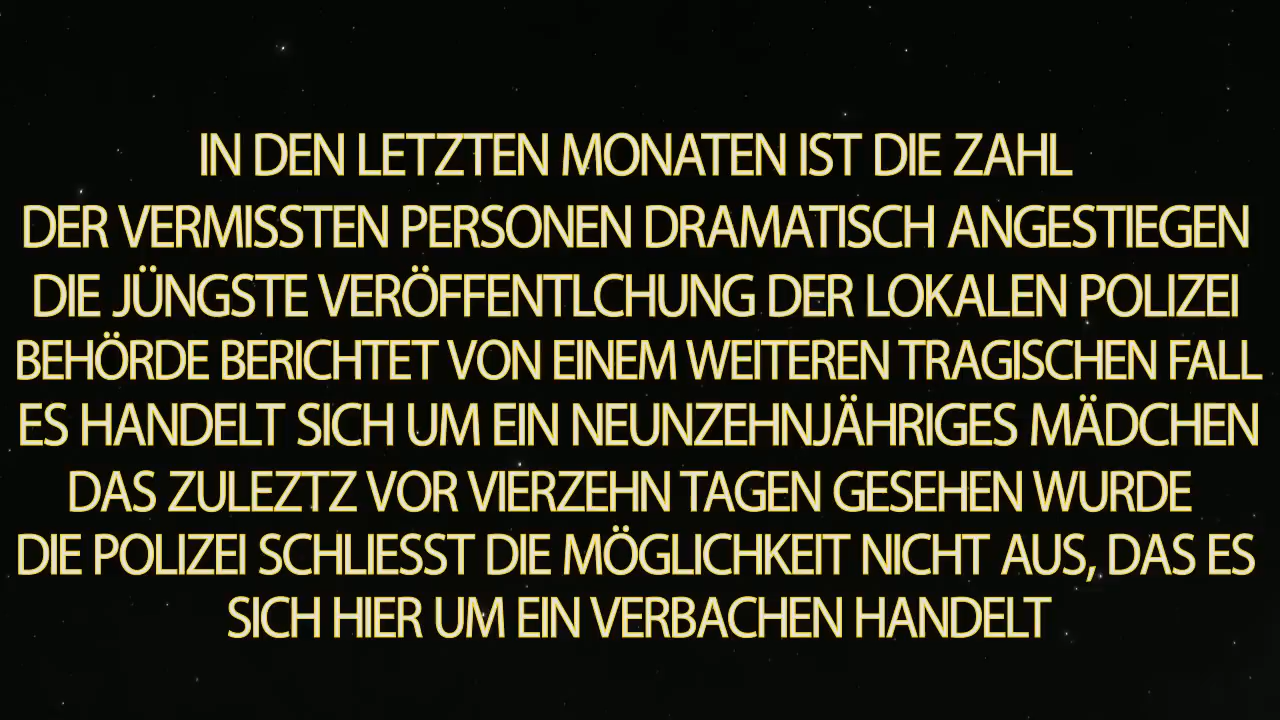 IN DEN LETZTEN MONATEN IST DIE ZAHL
DER VERMISSTEN PERSONEN DRAMATISCH ANGESTIEGEN
DIE JÜNGSTE VERÖFFENTLCHUNG DER LOKALEN POLIZEI
BEHÖRDE BERICHTET VON EINEM WEITEREN TRAGISCHEN FALL
ES HANDELT SICH UM EIN NEUNZEHNJÄHRIGES MÄDCHEN
DAS ZULEZTZ VOR VIERZEHN TAGEN GESEHEN WURDE
DIE POLIZEI SCHLIESST DIE MÖGLICHKEIT NICHT AUS, DAS ES
SICH HIER UM EIN VERBACHEN HANDELT